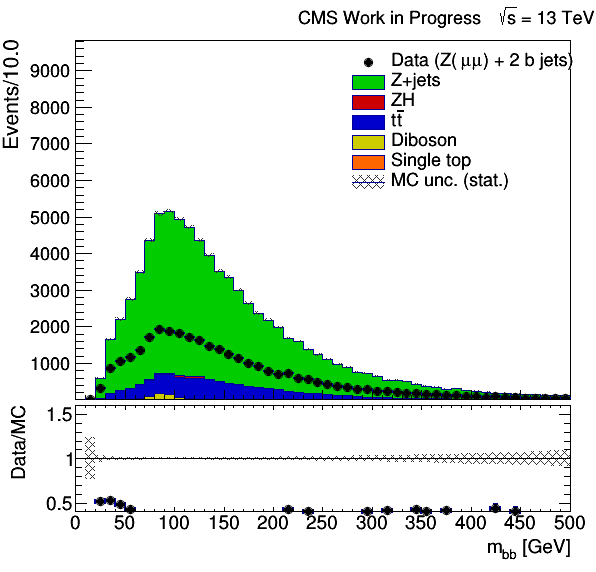 CMS Work in Progress √s = 13 TeV
Events/10.0
9000
8000
7000
6000
5000
4000
3000
2000
1000
Data (Z(μμ) + 2 b jets)
Z+jets
ZH
tt̄
Diboson
Single top
MC unc. (stat.)
Data/MC
1.5
1
0.5
0 50 100 150 200 250 300 350 400 450 500
m_bb [GeV]